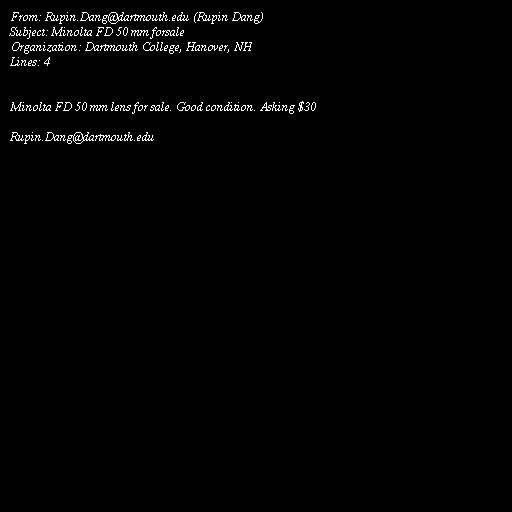 From: Rupin.Dang@dartmouth.edu (Rupin Dang)
Subject: Minolta FD 50 mm forsale
Organization: Dartmouth College, Hanover, NH
Lines: 4
Minolta FD 50 mm lens for sale. Good condition. Asking $30
Rupin.Dang@dartmouth.edu